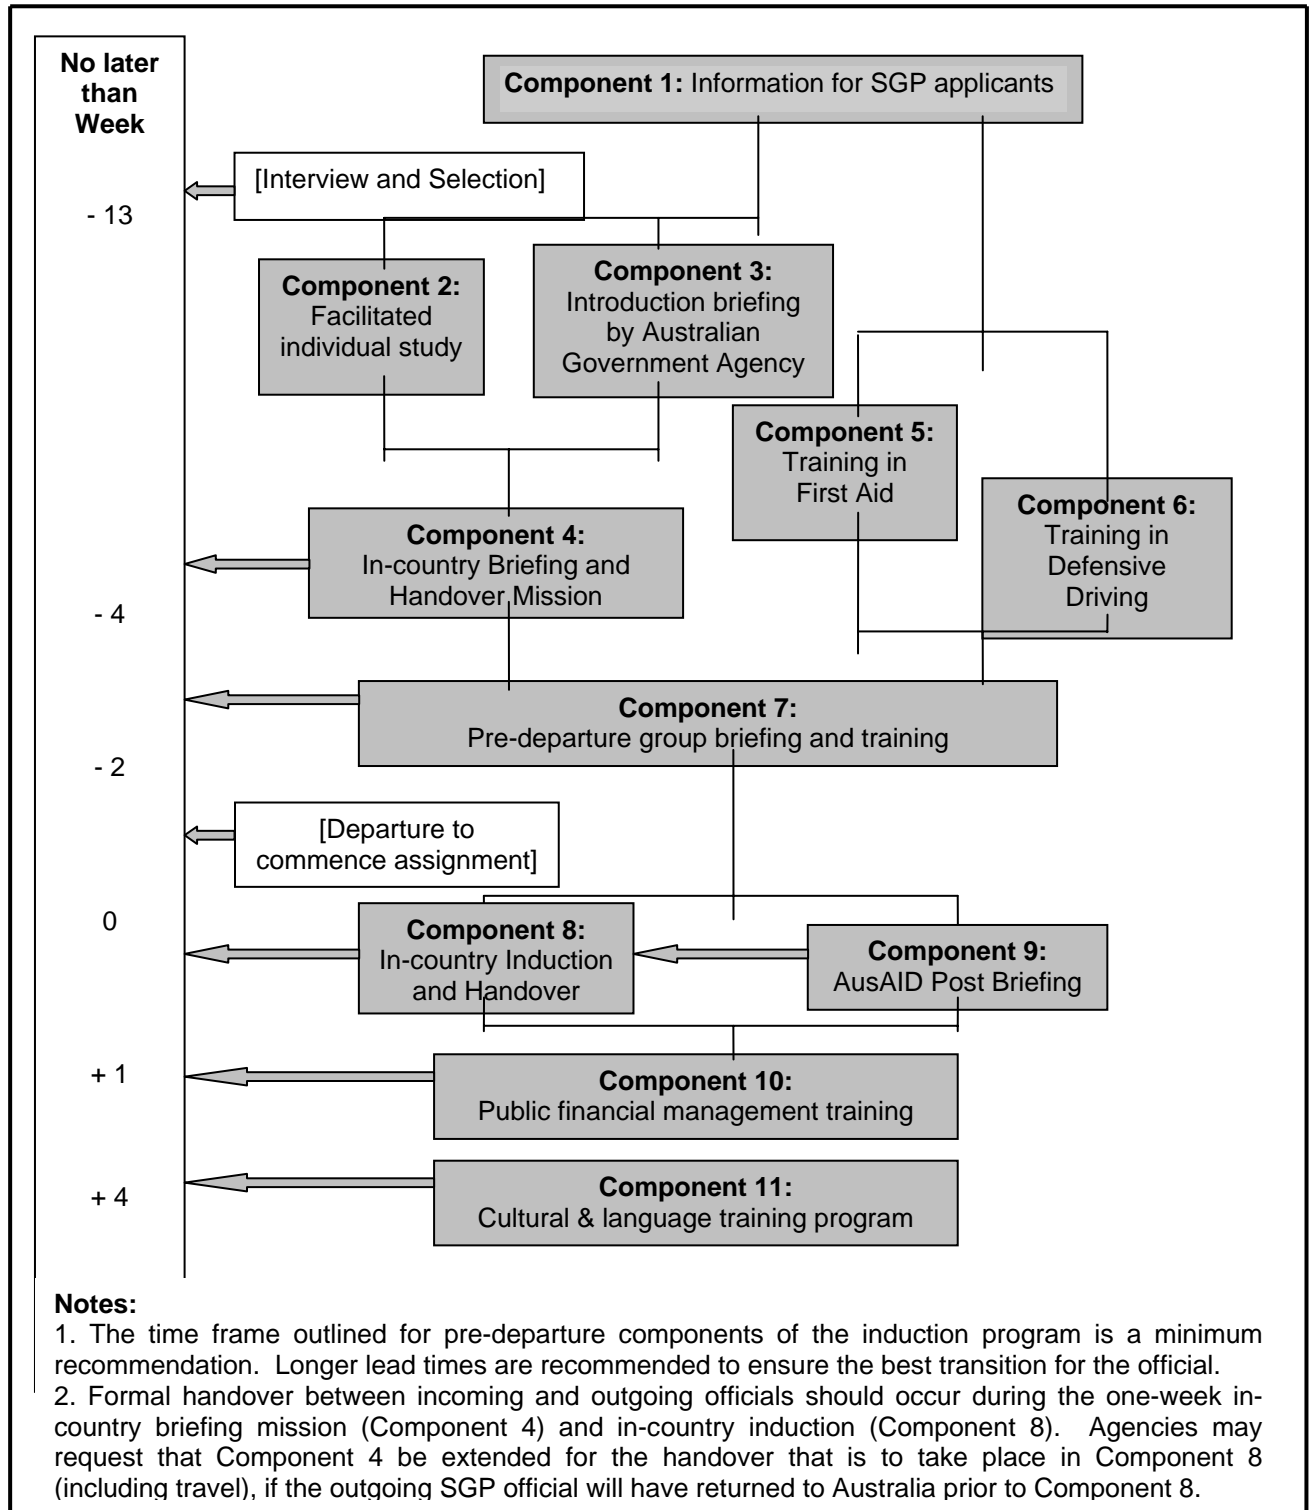 No later
than
Week
Component 1: Information for SGP applicants
[Interview and Selection]
- 13
Component 2:
Facilitated
individual study
Component 3:
Introduction briefing
by Australian
Government Agency
Component 5:
Training in
First Aid
Component 6:
Training in
Defensive
Driving
Component 4:
In-country Briefing and
Handover Mission
- 4
Component 7:
Pre-departure group briefing and training
- 2
[Departure to
commence assignment]
0
Component 8:
In-country Induction
and Handover
Component 9:
AusAID Post Briefing
+ 1
Component 10:
Public financial management training
+ 4
Component 11:
Cultural & language training program
Notes:
1. The time frame outlined for pre-departure components of the induction program is a minimum
recommendation. Longer lead times are recommended to ensure the best transition for the official.
2. Formal handover between incoming and outgoing officials should occur during the one-week in-
country briefing mission (Component 4) and in-country induction (Component 8). Agencies may
request that Component 4 be extended for the handover that is to take place in Component 8
(including travel), if the outgoing SGP official will have returned to Australia prior to Component 8.